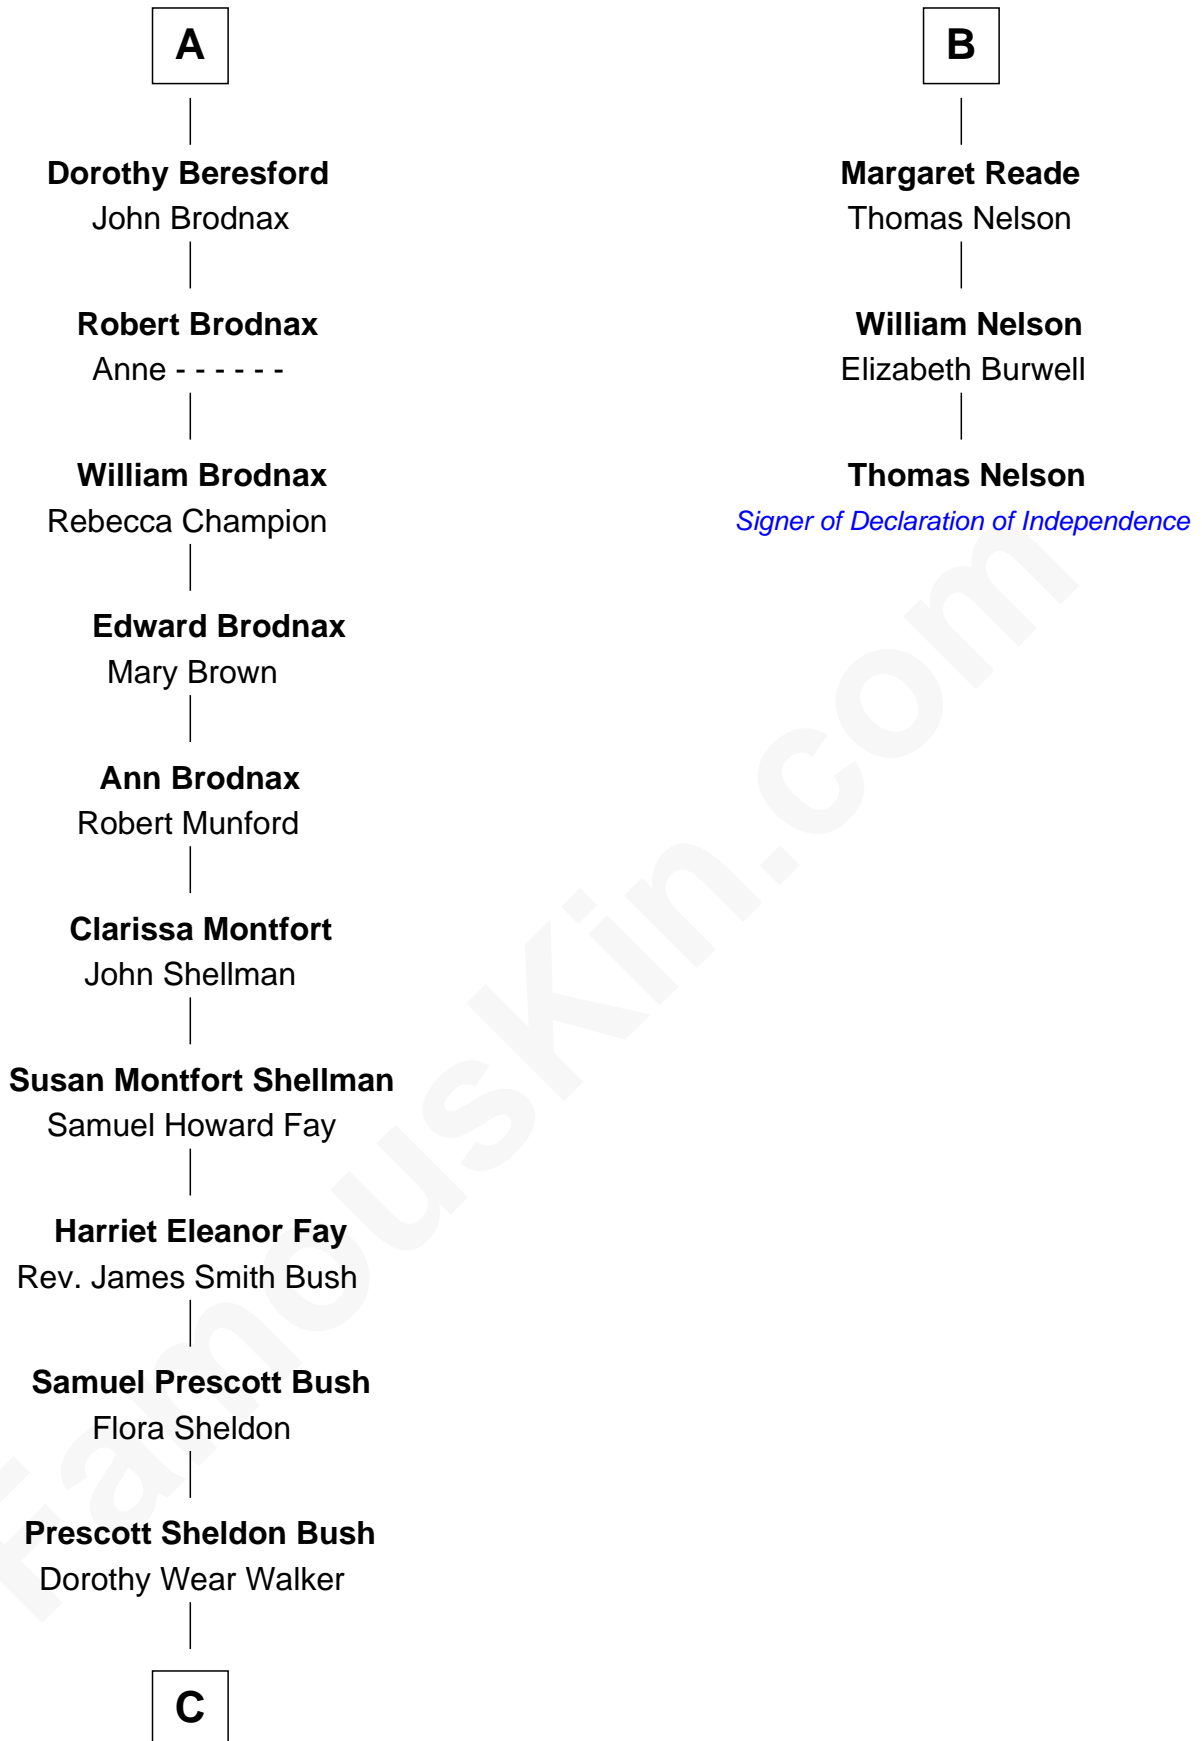 A
Dorothy Beresford
John Brodnax
Robert Brodnax
Anne - - - - - -
William Brodnax
Rebecca Champion
Edward Brodnax
Mary Brown
Ann Brodnax
Robert Munford
Clarissa Montfort
John Shellman
Susan Montfort Shellman
Samuel Howard Fay
Harriet Eleanor Fay
Rev. James Smith Bush
Samuel Prescott Bush
Flora Sheldon
Prescott Sheldon Bush
Dorothy Wear Walker
C
B
Margaret Reade
Thomas Nelson
William Nelson
Elizabeth Burwell
Thomas Nelson
Signer of Declaration of Independence
FamousKin.com